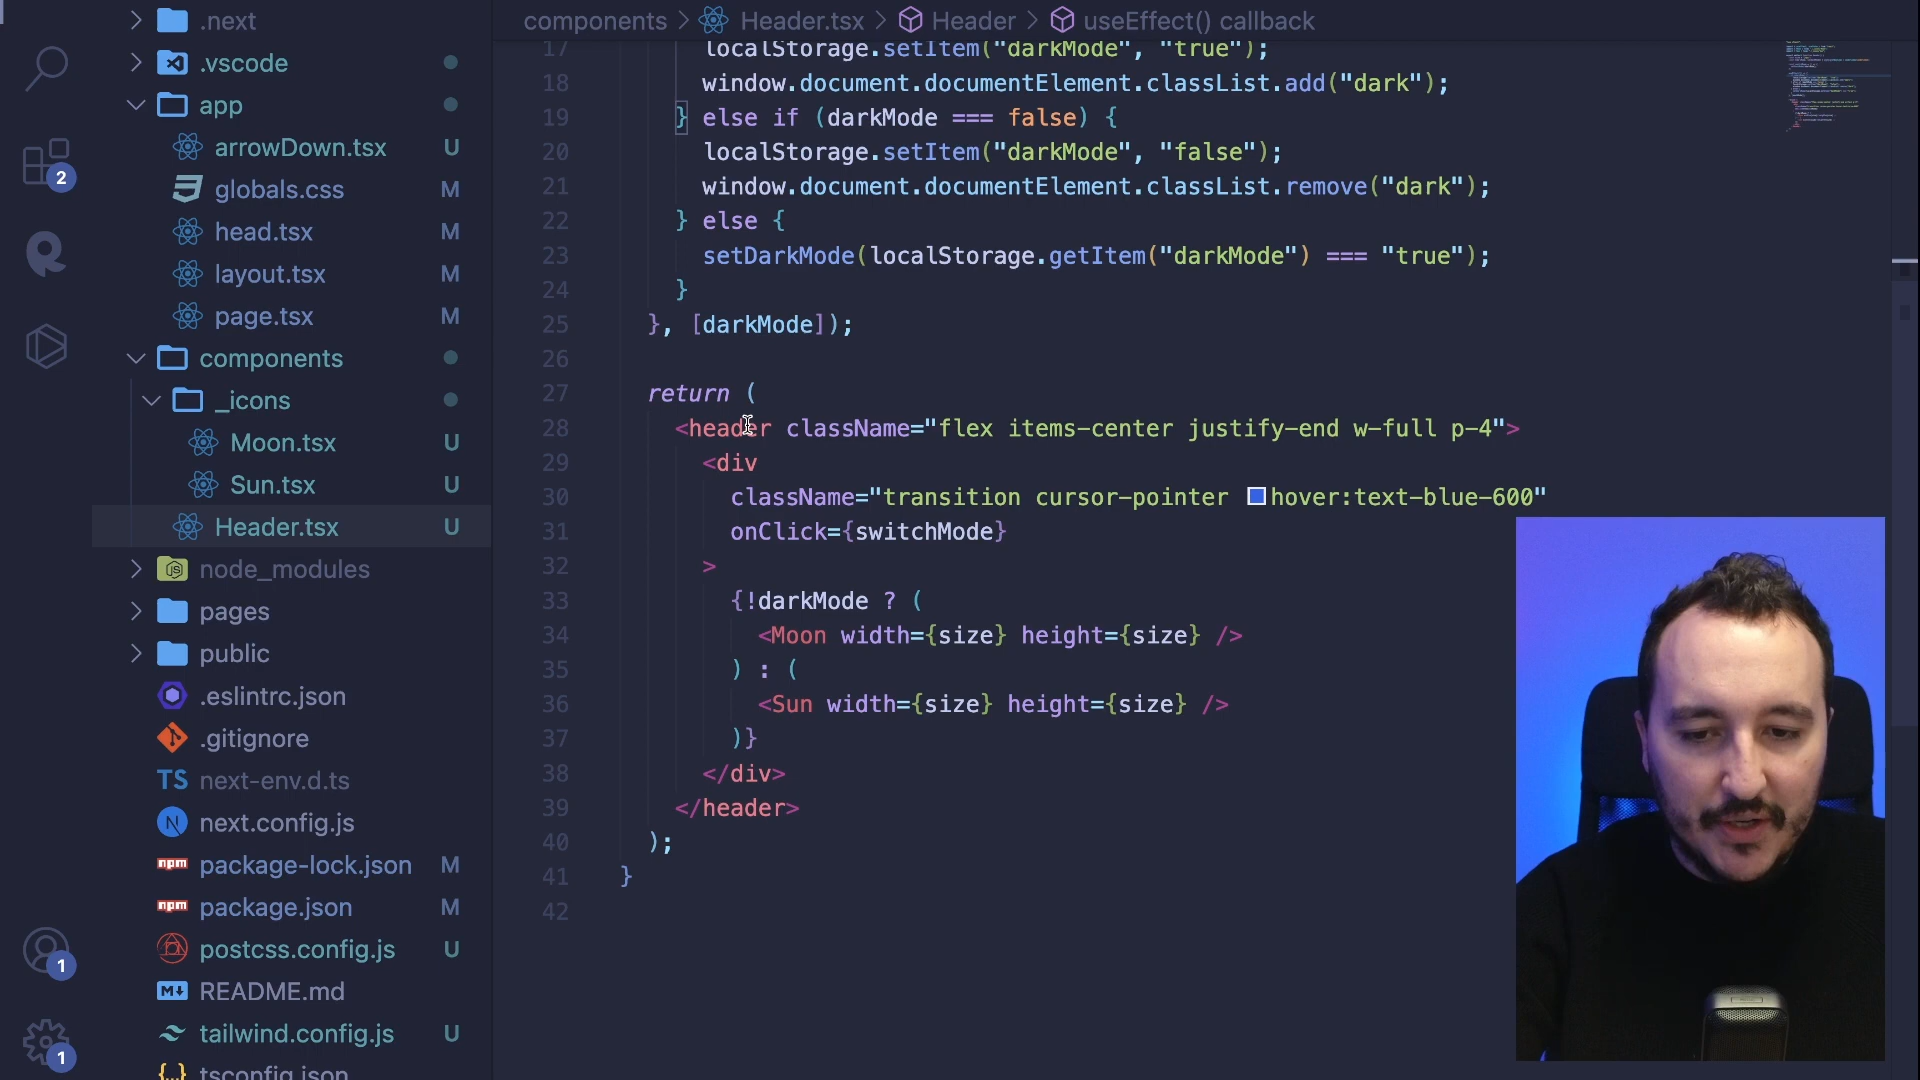 components > Header.tsx > Header > useEffect() callback
.next
.vscode
app
arrowDown.tsx U
globals.css M
head.tsx M
layout.tsx M
page.tsx M
components
_icons
Moon.tsx U
Sun.tsx U
Header.tsx U
node_modules
pages
public
.eslintrc.json
.gitignore
TS next-env.d.ts
N next.config.js
npm package-lock.json M
npm package.json M
postcss.config.js U
M↓ README.md
tailwind.config.js U
{..} tsconfig.json
2
1
1
17 localStorage.setItem("darkMode", "true");
18 window.document.documentElement.classList.add("dark");
19 } else if (darkMode === false) {
20 localStorage.setItem("darkMode", "false");
21 window.document.documentElement.classList.remove("dark");
22 } else {
23 setDarkMode(localStorage.getItem("darkMode") === "true");
24 }
25 }, [darkMode]);
26
27 return (
28 <header className="flex items-center justify-end w-full p-4">
29 <div
30 className="transition cursor-pointer hover:text-blue-600"
31 onClick={switchMode}
32 >
33 {!darkMode ? (
34 <Moon width={size} height={size} />
35 ) : (
36 <Sun width={size} height={size} />
37 )}
38 </div>
39 </header>
40 );
41 }
42